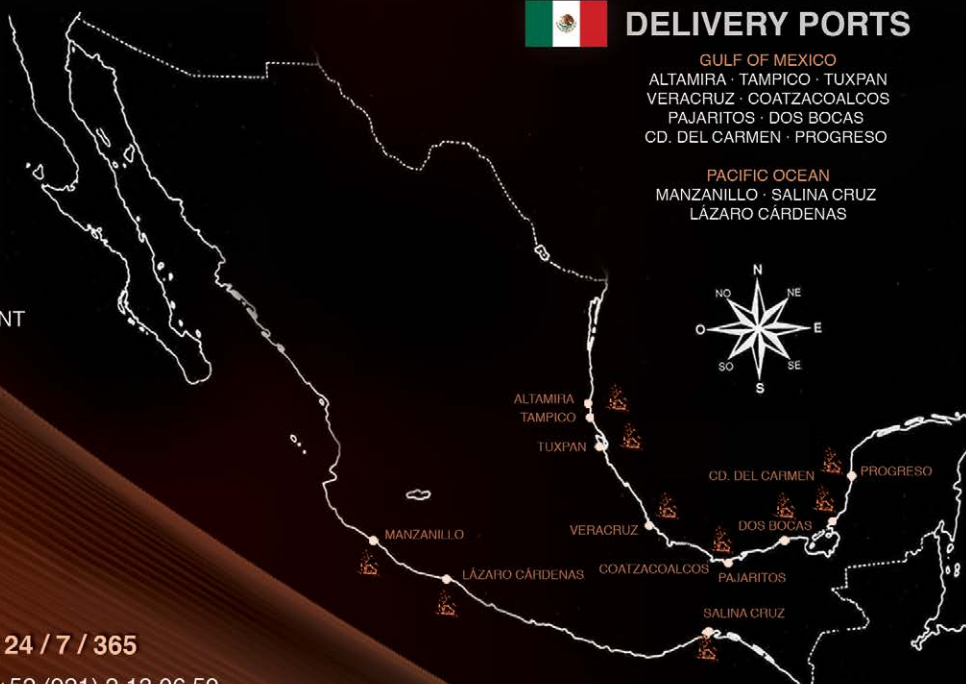 DELIVERY PORTS
GULF OF MEXICO
ALTAMIRA · TAMPICO · TUXPAN
VERACRUZ · COATZACOALCOS
PAJARITOS · DOS BOCAS
CD. DEL CARMEN · PROGRESO
PACIFIC OCEAN
MANZANILLO · SALINA CRUZ
LÁZARO CÁRDENAS
N
NO NE
O E
SO SE
S
NT
ALTAMIRA
TAMPICO
TUXPAN
CD. DEL CARMEN
PROGRESO
VERACRUZ
DOS BOCAS
MANZANILLO
COATZACOALCOS
PAJARITOS
LÁZARO CÁRDENAS
SALINA CRUZ
24 / 7 / 365